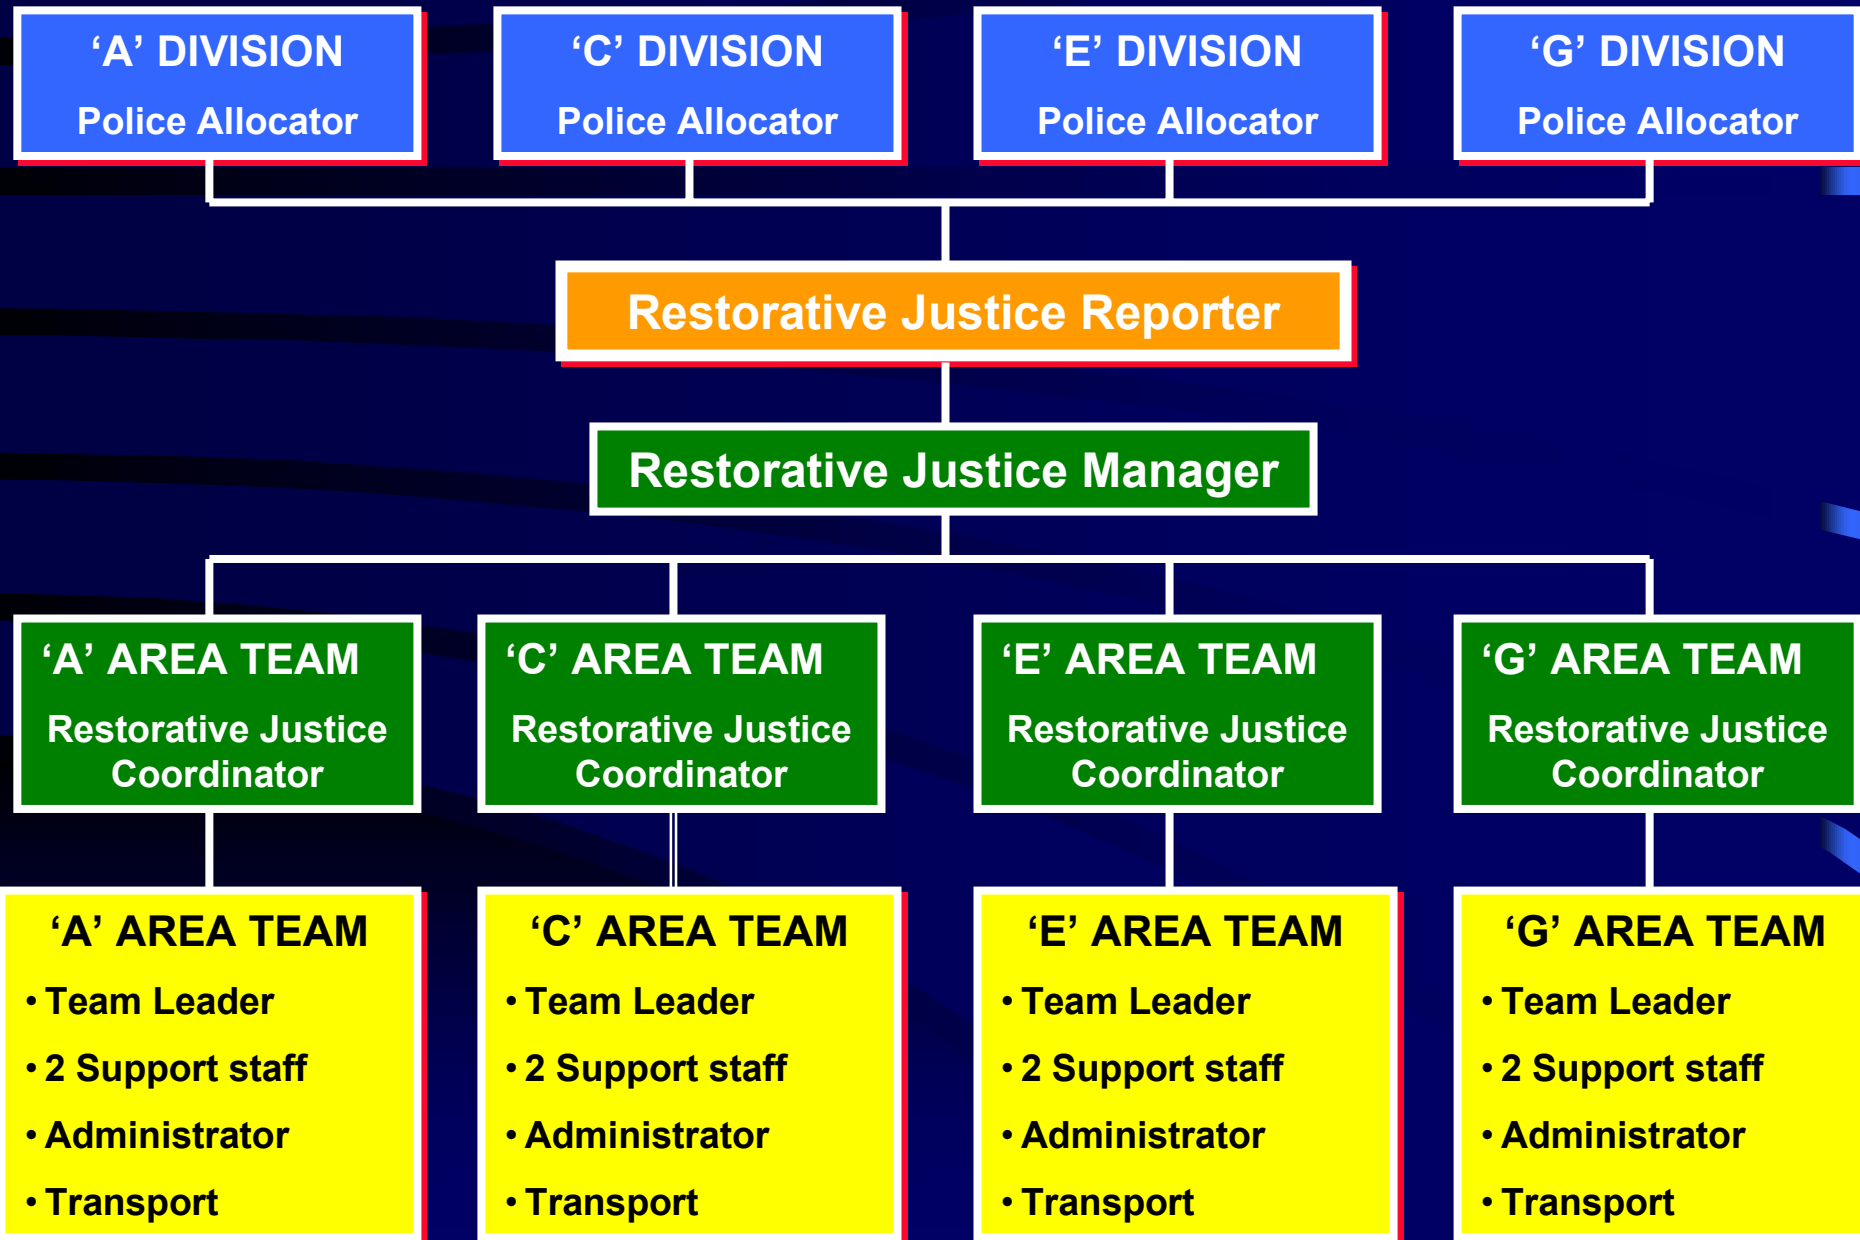 ‘A’ DIVISION
Police Allocator
‘C’ DIVISION
Police Allocator
‘E’ DIVISION
Police Allocator
‘G’ DIVISION
Police Allocator
Restorative Justice Reporter
Restorative Justice Manager
‘A’ AREA TEAM
Restorative Justice
Coordinator
‘C’ AREA TEAM
Restorative Justice
Coordinator
‘E’ AREA TEAM
Restorative Justice
Coordinator
‘G’ AREA TEAM
Restorative Justice
Coordinator
‘A’ AREA TEAM
• Team Leader
• 2 Support staff
• Administrator
• Transport
‘C’ AREA TEAM
• Team Leader
• 2 Support staff
• Administrator
• Transport
‘E’ AREA TEAM
• Team Leader
• 2 Support staff
• Administrator
• Transport
‘G’ AREA TEAM
• Team Leader
• 2 Support staff
• Administrator
• Transport